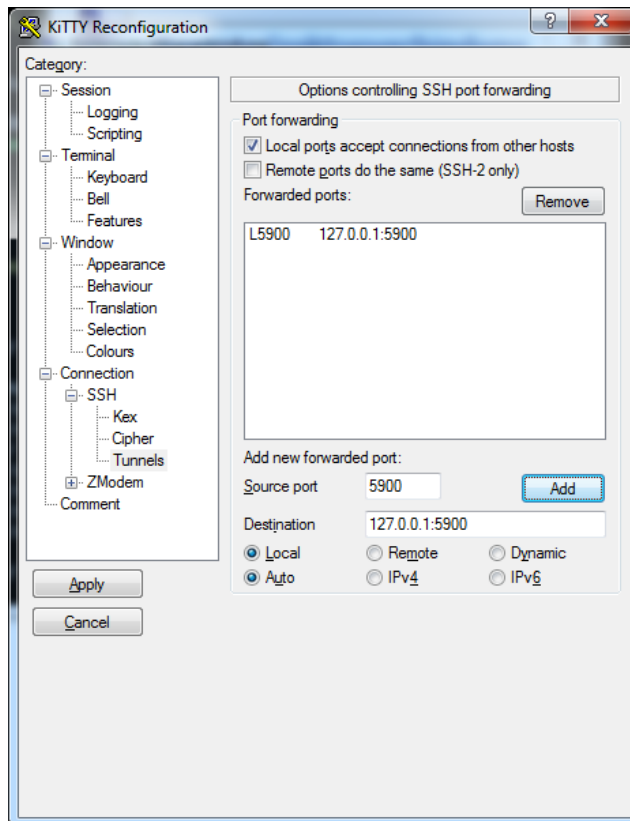 KiTTY Reconfiguration
?
Category:
Session
Logging
Scripting
Terminal
Keyboard
Bell
Features
Window
Appearance
Behaviour
Translation
Selection
Colours
Connection
SSH
Kex
Cipher
Tunnels
ZModem
Comment
Apply
Cancel
Options controlling SSH port forwarding
Port forwarding
Local ports accept connections from other hosts
Remote ports do the same (SSH-2 only)
Forwarded ports:
Remove
L5900 127.0.0.1:5900
Add new forwarded port:
Source port 5900 Add
Destination 127.0.0.1:5900
Local Remote Dynamic
Auto IPv4 IPv6